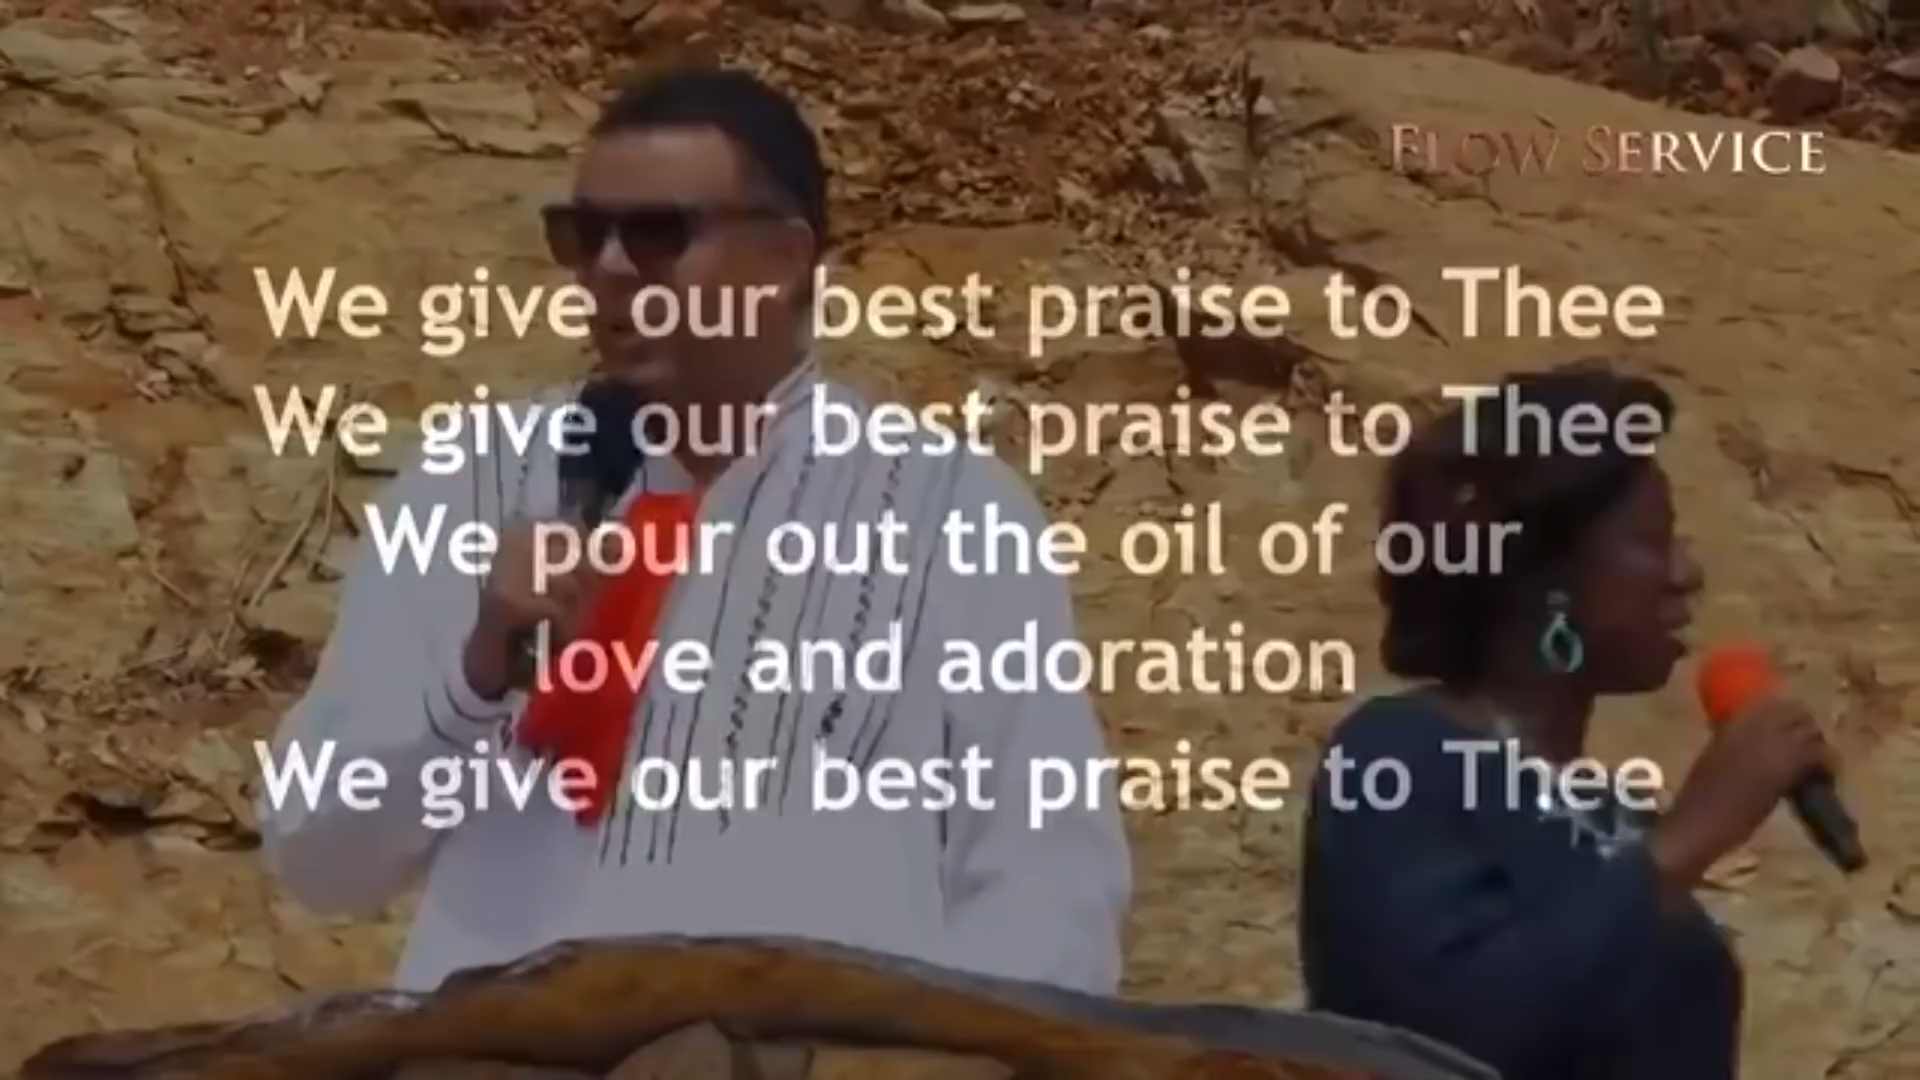 FLOW SERVICE
We give our best praise to Thee
We give our best praise to Thee
We pour out the oil of our
love and adoration
We give our best praise to Thee